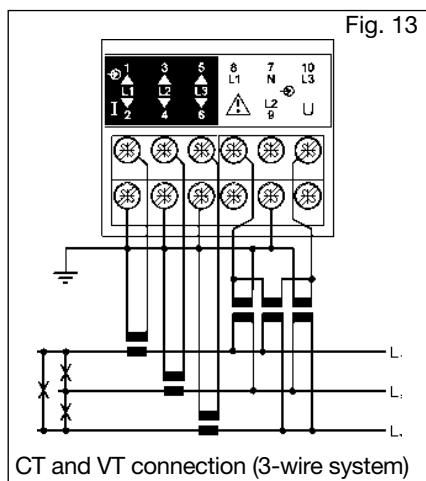 Fig. 13
1 3 5 8 7 10
L1 N L3
L1 L2 L3
I L2 U
2 4 6 9
CT and VT connection (3-wire system)